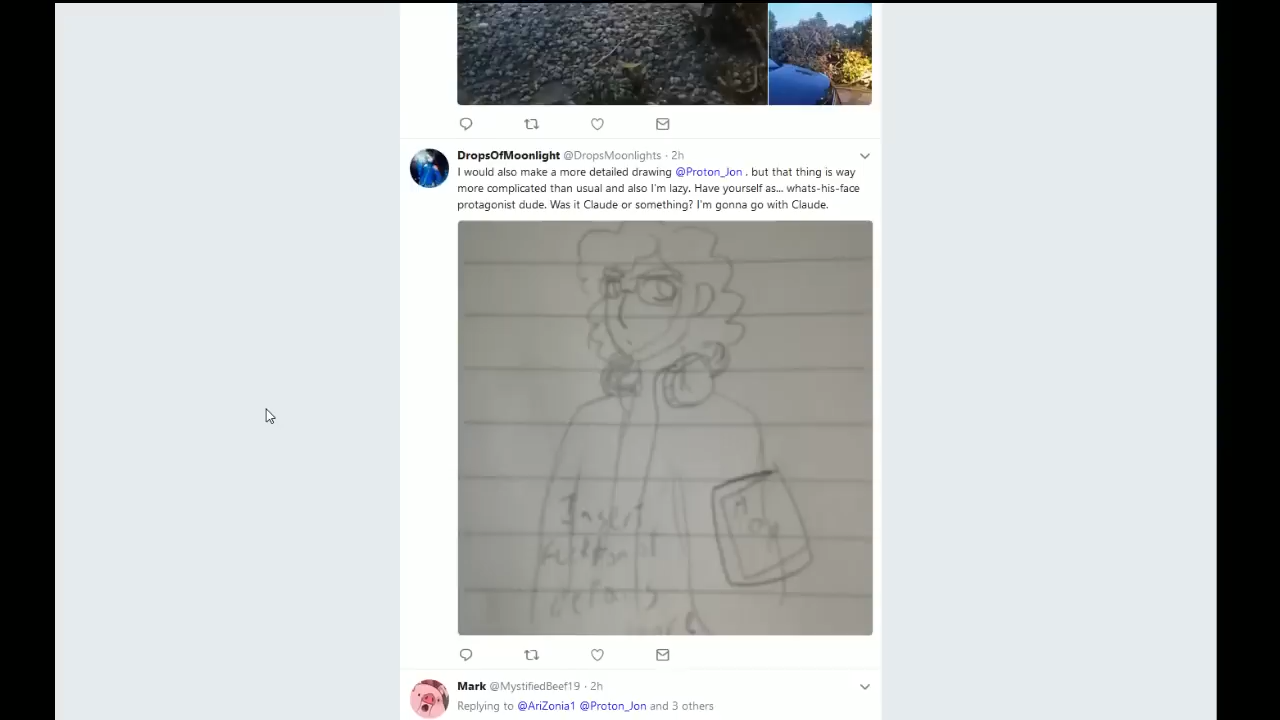 DropsOfMoonlight @DropsMoonlights · 2h
I would also make a more detailed drawing @Proton_Jon . but that thing is way
more complicated than usual and also I'm lazy. Have yourself as... whats-his-face
protagonist dude. Was it Claude or something? I'm gonna go with Claude.
Insert
details
Mark @MystifiedBeef19 · 2h
Replying to @AriZonia1 @Proton_Jon and 3 others